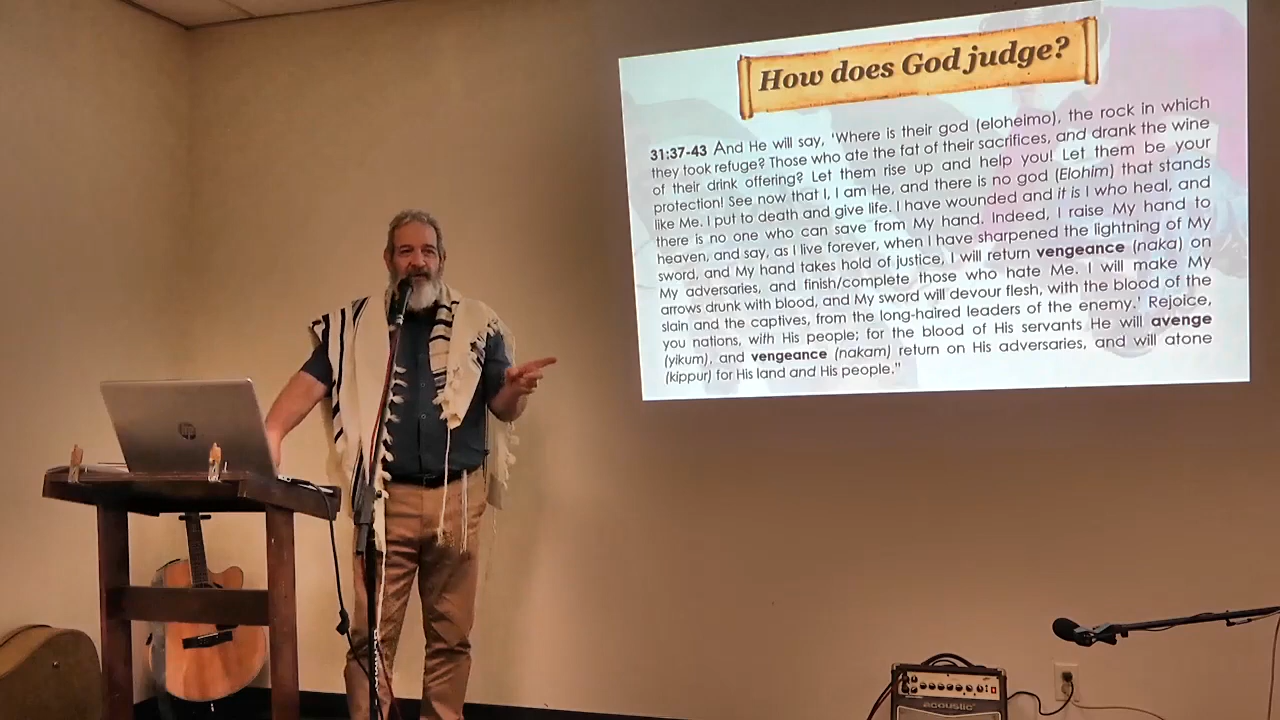 How does God judge?
31:37-43 And He will say, 'Where is their god (eloheimo), the rock in which
they took refuge? Those who ate the fat of their sacrifices, and drank the wine
of their drink offering? Let them rise up and help you! Let them be your
protection! See now that I, I am He, and there is no god (Elohim) that stands
like Me. I put to death and give life. I have wounded and it is I who heal, and
there is no one who can save from My hand. Indeed, I raise My hand to
heaven, and say, as I live forever, when I have sharpened the lightning of My
sword, and My hand takes hold of justice, I will return vengeance (naka) on
My adversaries, and finish/complete those who hate Me. I will make My
arrows drunk with blood, and My sword will devour flesh, with the blood of the
slain and the captives, from the long-haired leaders of the enemy.' Rejoice,
you nations, with His people; for the blood of His servants He will avenge
(yikum), and vengeance (nakam) return on His adversaries, and will atone
(kippur) for His land and His people."
hp
acoustic